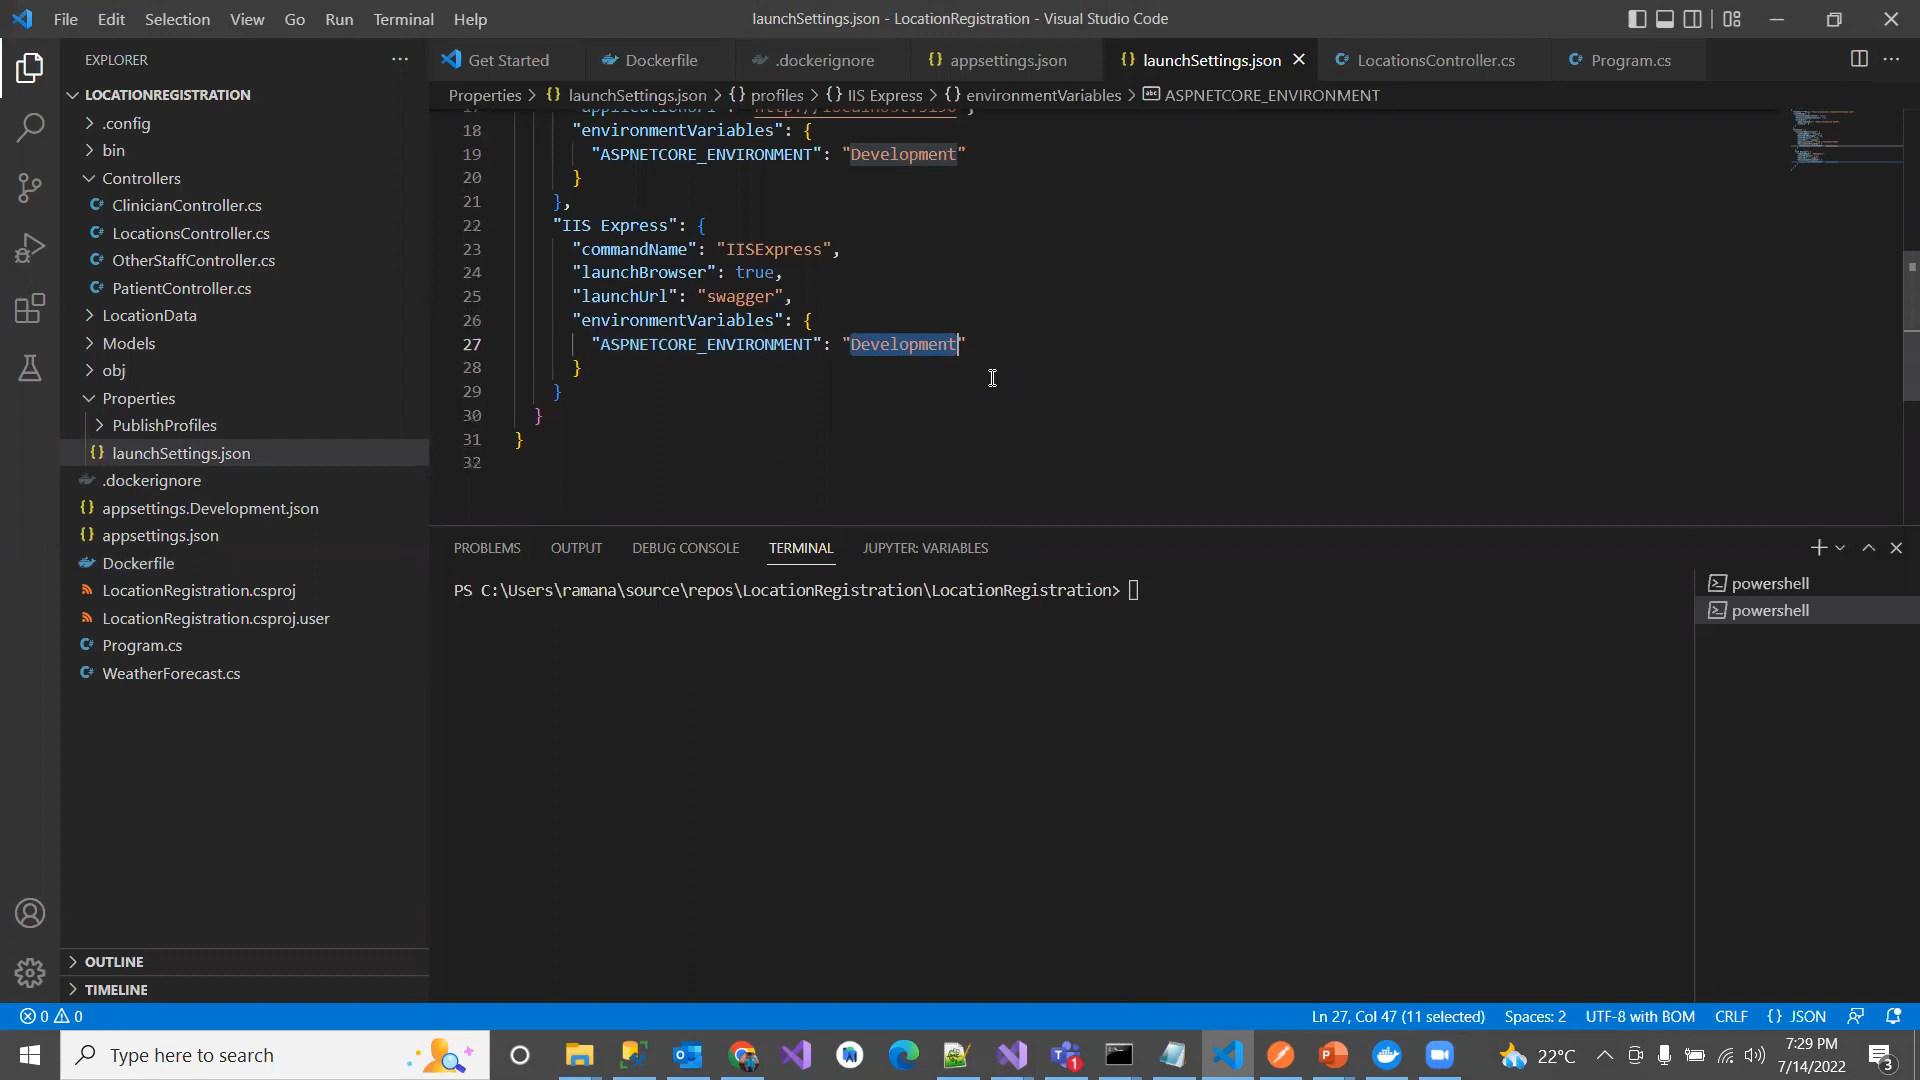 File Edit Selection View Go Run Terminal Help
launchSettings.json - LocationRegistration - Visual Studio Code
EXPLORER
LOCATIONREGISTRATION
.config
bin
Controllers
ClinicianController.cs
LocationsController.cs
OtherStaffController.cs
PatientController.cs
LocationData
Models
obj
Properties
PublishProfiles
launchSettings.json
.dockerignore
appsettings.Development.json
appsettings.json
Dockerfile
LocationRegistration.csproj
LocationRegistration.csproj.user
Program.cs
WeatherForecast.cs
OUTLINE
TIMELINE
Get Started Dockerfile .dockerignore appsettings.json launchSettings.json LocationsController.cs Program.cs
Properties > launchSettings.json > {} profiles > {} IIS Express > {} environmentVariables > abc ASPNETCORE_ENVIRONMENT
18 "environmentVariables": {
19 "ASPNETCORE_ENVIRONMENT": "Development"
20 }
21 },
22 "IIS Express": {
23 "commandName": "IISExpress",
24 "launchBrowser": true,
25 "launchUrl": "swagger",
26 "environmentVariables": {
27 "ASPNETCORE_ENVIRONMENT": "Development"
28 }
29 }
30 }
31 }
32
PROBLEMS OUTPUT DEBUG CONSOLE TERMINAL JUPYTER: VARIABLES
PS C:\Users\ramana\source\repos\LocationRegistration\LocationRegistration>
powershell
powershell
0 0
Ln 27, Col 47 (11 selected) Spaces: 2 UTF-8 with BOM CRLF {} JSON
Type here to search
1
22°C
7:29 PM
7/14/2022
3